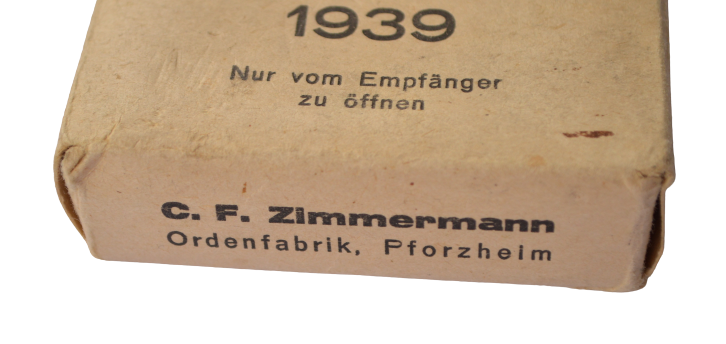 1939
Nur vom Empfänger
zu öffnen
C. F. Zimmermann
Ordenfabrik, Pforzheim